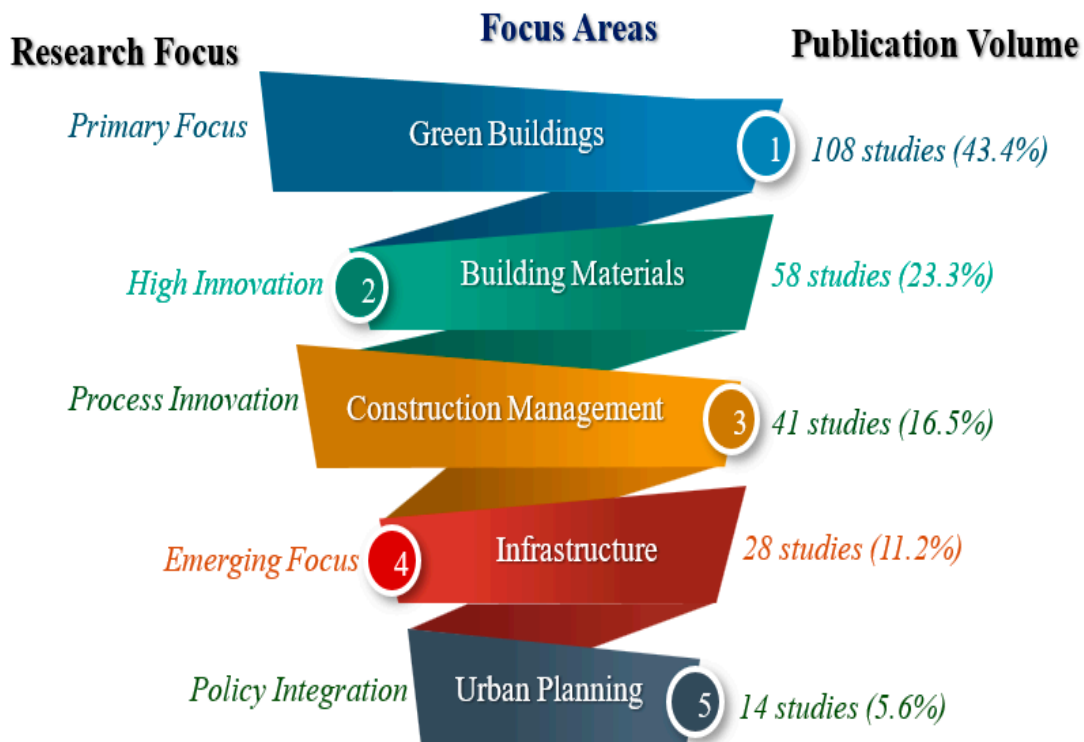 Research Focus
Focus Areas
Publication Volume
Primary Focus
Green Buildings
1
108 studies (43.4%)
High Innovation
2
Building Materials
58 studies (23.3%)
Process Innovation
Construction Management
3
41 studies (16.5%)
Emerging Focus
4
Infrastructure
28 studies (11.2%)
Policy Integration
Urban Planning
5
14 studies (5.6%)